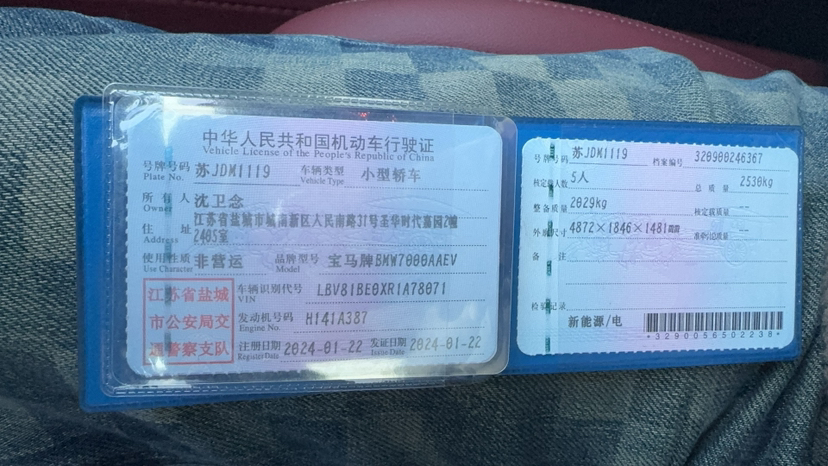 中华人民共和国机动车行驶证
Vehicle License of the People's Republic of China
号牌号码 苏JDM1119 车辆类型 小型轿车
Plate No. Vehicle Type
所有人 沈卫念
Owner
住址 江苏省盐城市城南新区人民南路31号圣华时代嘉园2幢
Address 2405室
使用性质 非营运 品牌型号 宝马牌BMW7000AAEV
Use Character Model
江苏省盐城
市公安局交
通警察支队
车辆识别代号 LBV81BE0XR1A78071
VIN
发动机号码 H141A387
Engine No.
注册日期 2024-01-22 发证日期 2024-01-22
Register Date Issue Date
号牌号码 苏JDM1119 档案编号 320900246367
核定载人数 5人 总质量 2530kg
整备质量 2029kg 核定载质量 --
外廓尺寸 4872×1846×1481mm 准牵引总质量 --
备注
检验记录
新能源/电
*3290056502238*